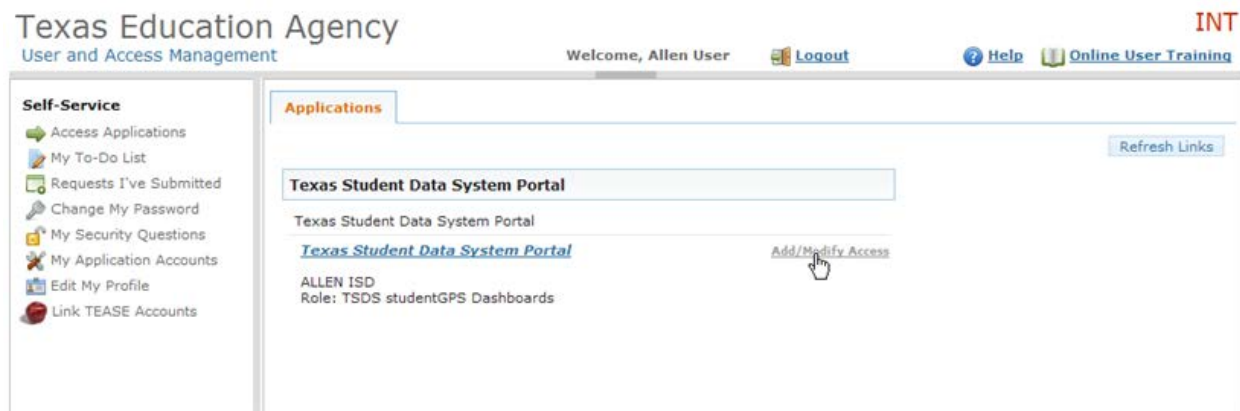 Texas Education Agency
INT
User and Access Management
Welcome, Allen User
Logout
Help
Online User Training
Self-Service
Access Applications
My To-Do List
Requests I've Submitted
Change My Password
My Security Questions
My Application Accounts
Edit My Profile
Link TEASE Accounts
Applications
Refresh Links
Texas Student Data System Portal
Texas Student Data System Portal
Texas Student Data System Portal
Add/Modify Access
ALLEN ISD
Role: TSDS studentGPS Dashboards